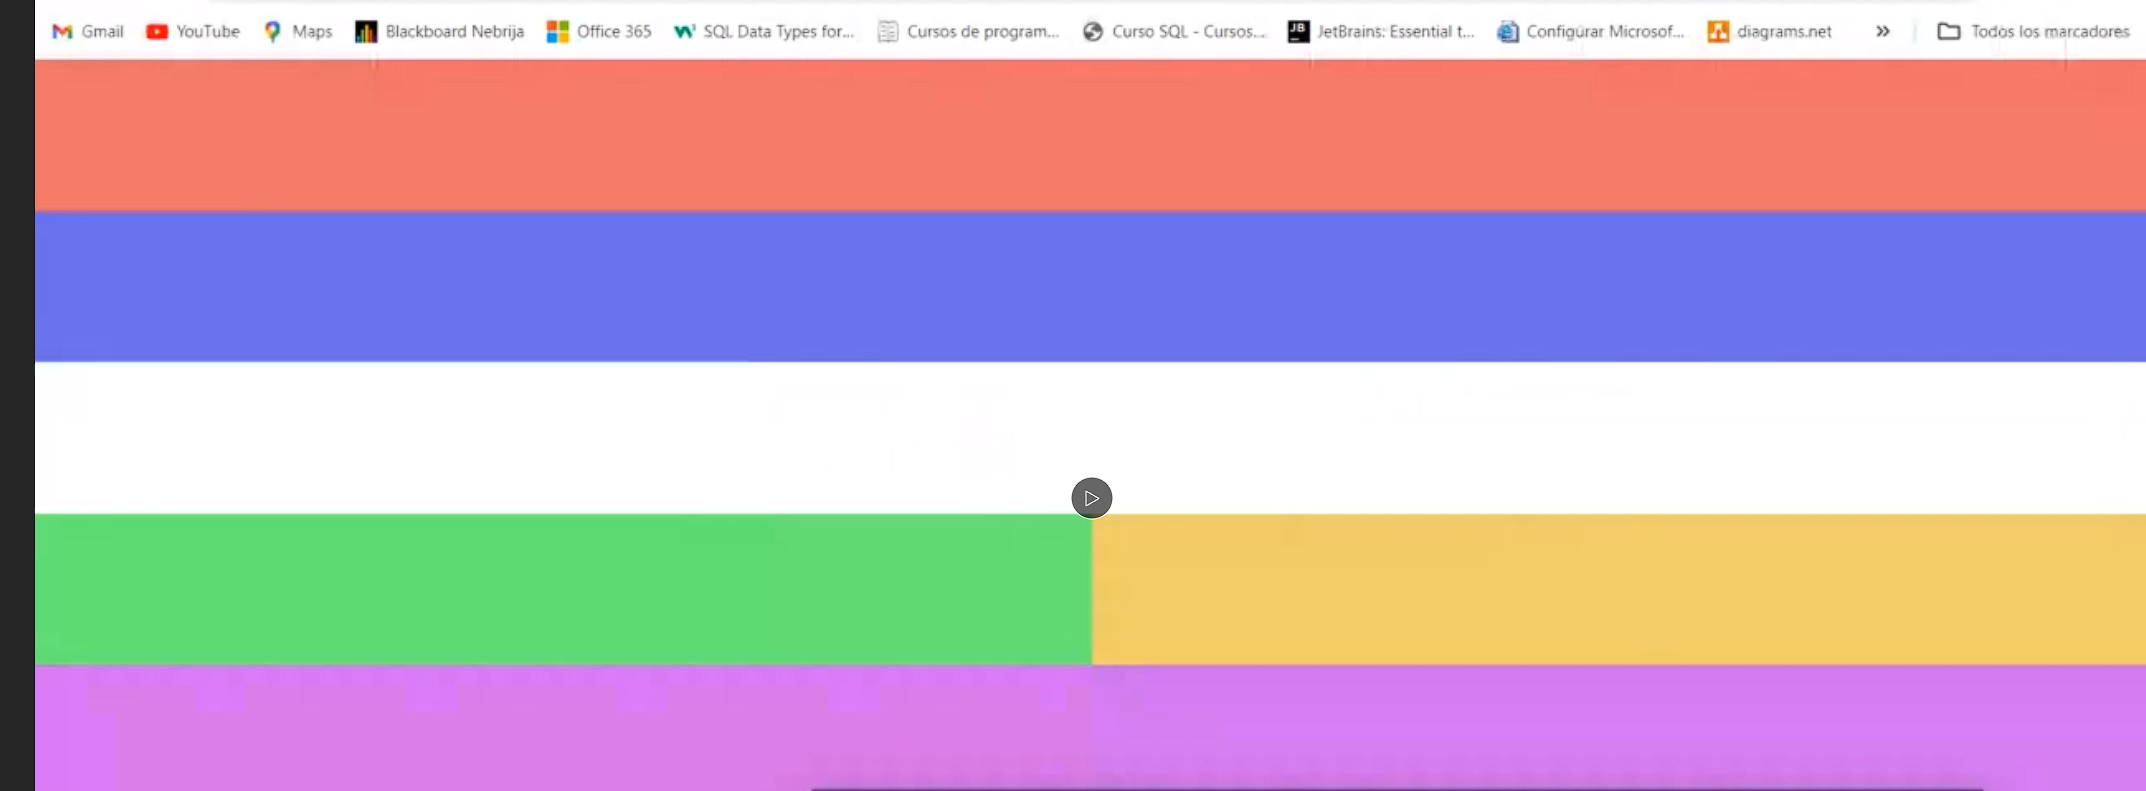 Gmail YouTube Maps Blackboard Nebrija Office 365 SQL Data Types for... Cursos de program... Curso SQL - Cursos... JB JetBrains: Essential t... Configurar Microsof... diagrams.net » Todos los marcadores